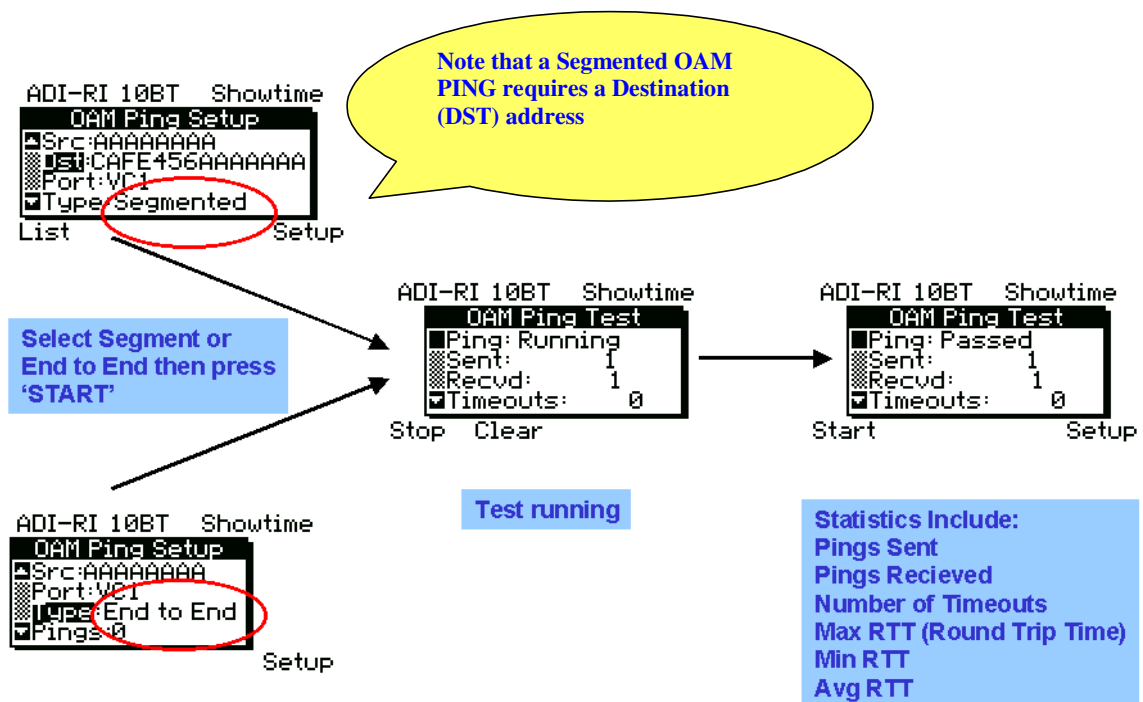 Note that a Segmented OAM
PING requires a Destination
(DST) address
ADI-RI 10BT Showtime
OAM Ping Setup
Src:AAAAAAAA
Dst:CAFE456AAAAAAA
Port:VC1
Type:Segmented
List Setup
Select Segment or
End to End then press
‘START’
ADI-RI 10BT Showtime
OAM Ping Setup
Src:AAAAAAAA
Port:VC1
Type:End to End
Pings:0
Setup
ADI-RI 10BT Showtime
OAM Ping Test
Ping: Running
Sent: 1
Recvd: 1
Timeouts: 0
Stop Clear
Test running
ADI-RI 10BT Showtime
OAM Ping Test
Ping: Passed
Sent: 1
Recvd: 1
Timeouts: 0
Start Setup
Statistics Include:
Pings Sent
Pings Recieved
Number of Timeouts
Max RTT (Round Trip Time)
Min RTT
Avg RTT